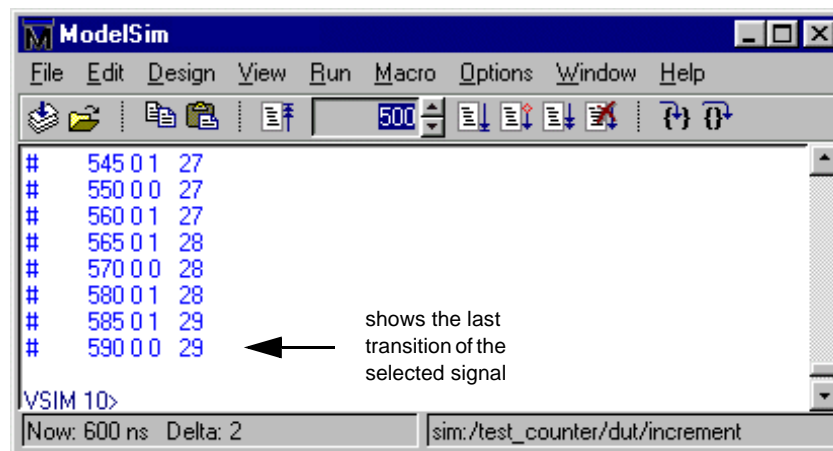 ModelSim
File Edit Design View Run Macro Options Window Help
500
# 545 0 1 27
# 550 0 0 27
# 560 0 1 27
# 565 0 1 28
# 570 0 0 28
# 580 0 1 28
# 585 0 1 29
# 590 0 0 29
shows the last
transition of the
selected signal
VSIM 10>
Now: 600 ns Delta: 2 sim:/test_counter/dut/increment